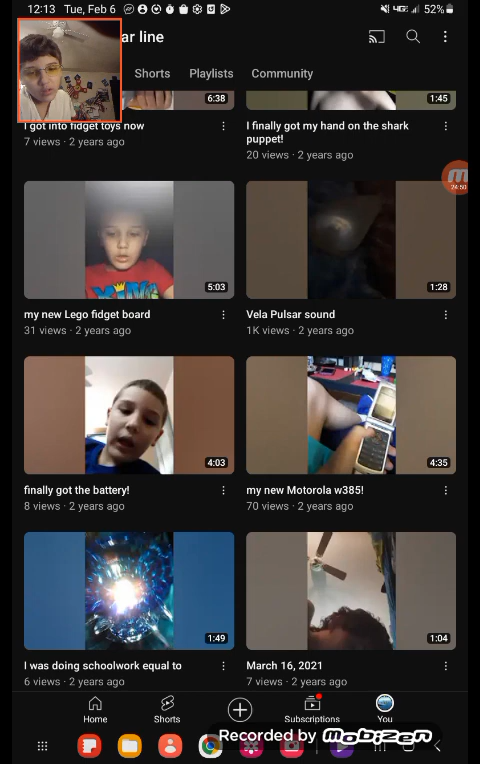 12:13 Tue, Feb 6
52%
ar line
Shorts Playlists Community
6:38
1:45
I got into fidget toys now
7 views · 2 years ago
I finally got my hand on the shark
puppet!
20 views · 2 years ago
24:50
5:03
1:28
my new Lego fidget board
31 views · 2 years ago
Vela Pulsar sound
1K views · 2 years ago
4:03
4:35
finally got the battery!
8 views · 2 years ago
my new Motorola w385!
70 views · 2 years ago
1:49
1:04
I was doing schoolwork equal to
6 views · 2 years ago
March 16, 2021
7 views · 2 years ago
Home Shorts Subscriptions You
Recorded by Mobizen